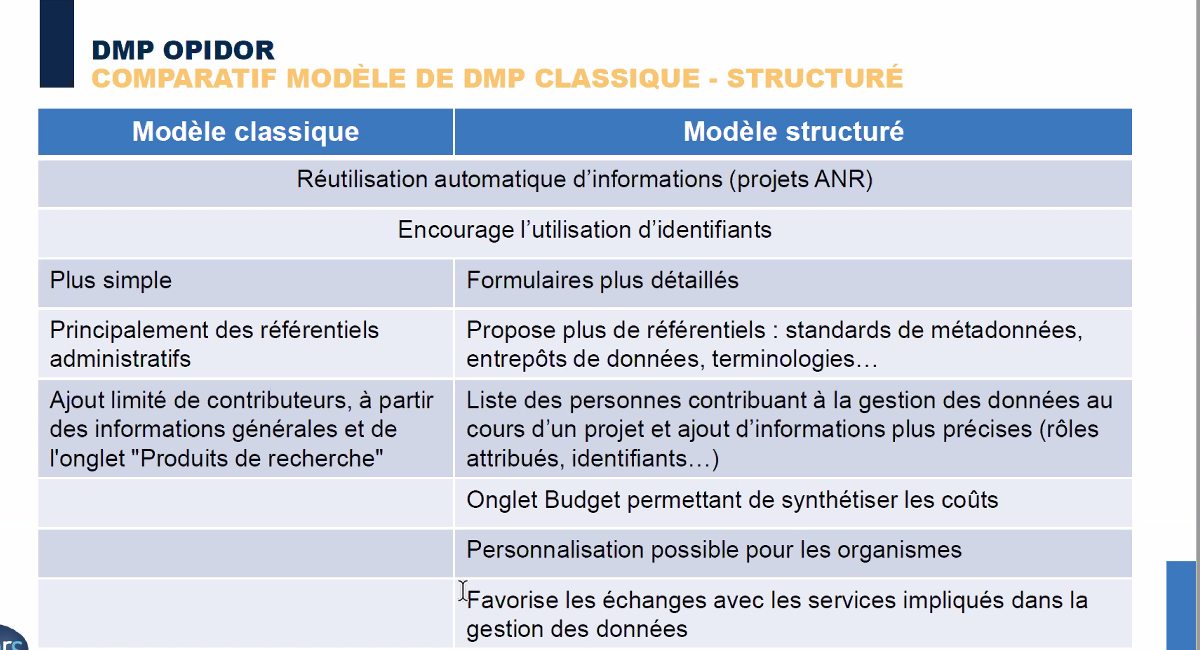 DMP OPIDOR
COMPARATIF MODÈLE DE DMP CLASSIQUE - STRUCTURÉ
Modèle classique
Modèle structuré
Réutilisation automatique d’informations (projets ANR)
Encourage l’utilisation d’identifiants
Plus simple
Formulaires plus détaillés
Principalement des référentiels
administratifs
Propose plus de référentiels : standards de métadonnées,
entrepôts de données, terminologies…
Ajout limité de contributeurs, à partir
des informations générales et de
l'onglet "Produits de recherche"
Liste des personnes contribuant à la gestion des données au
cours d’un projet et ajout d’informations plus précises (rôles
attribués, identifiants…)
Onglet Budget permettant de synthétiser les coûts
Personnalisation possible pour les organismes
Favorise les échanges avec les services impliqués dans la
gestion des données